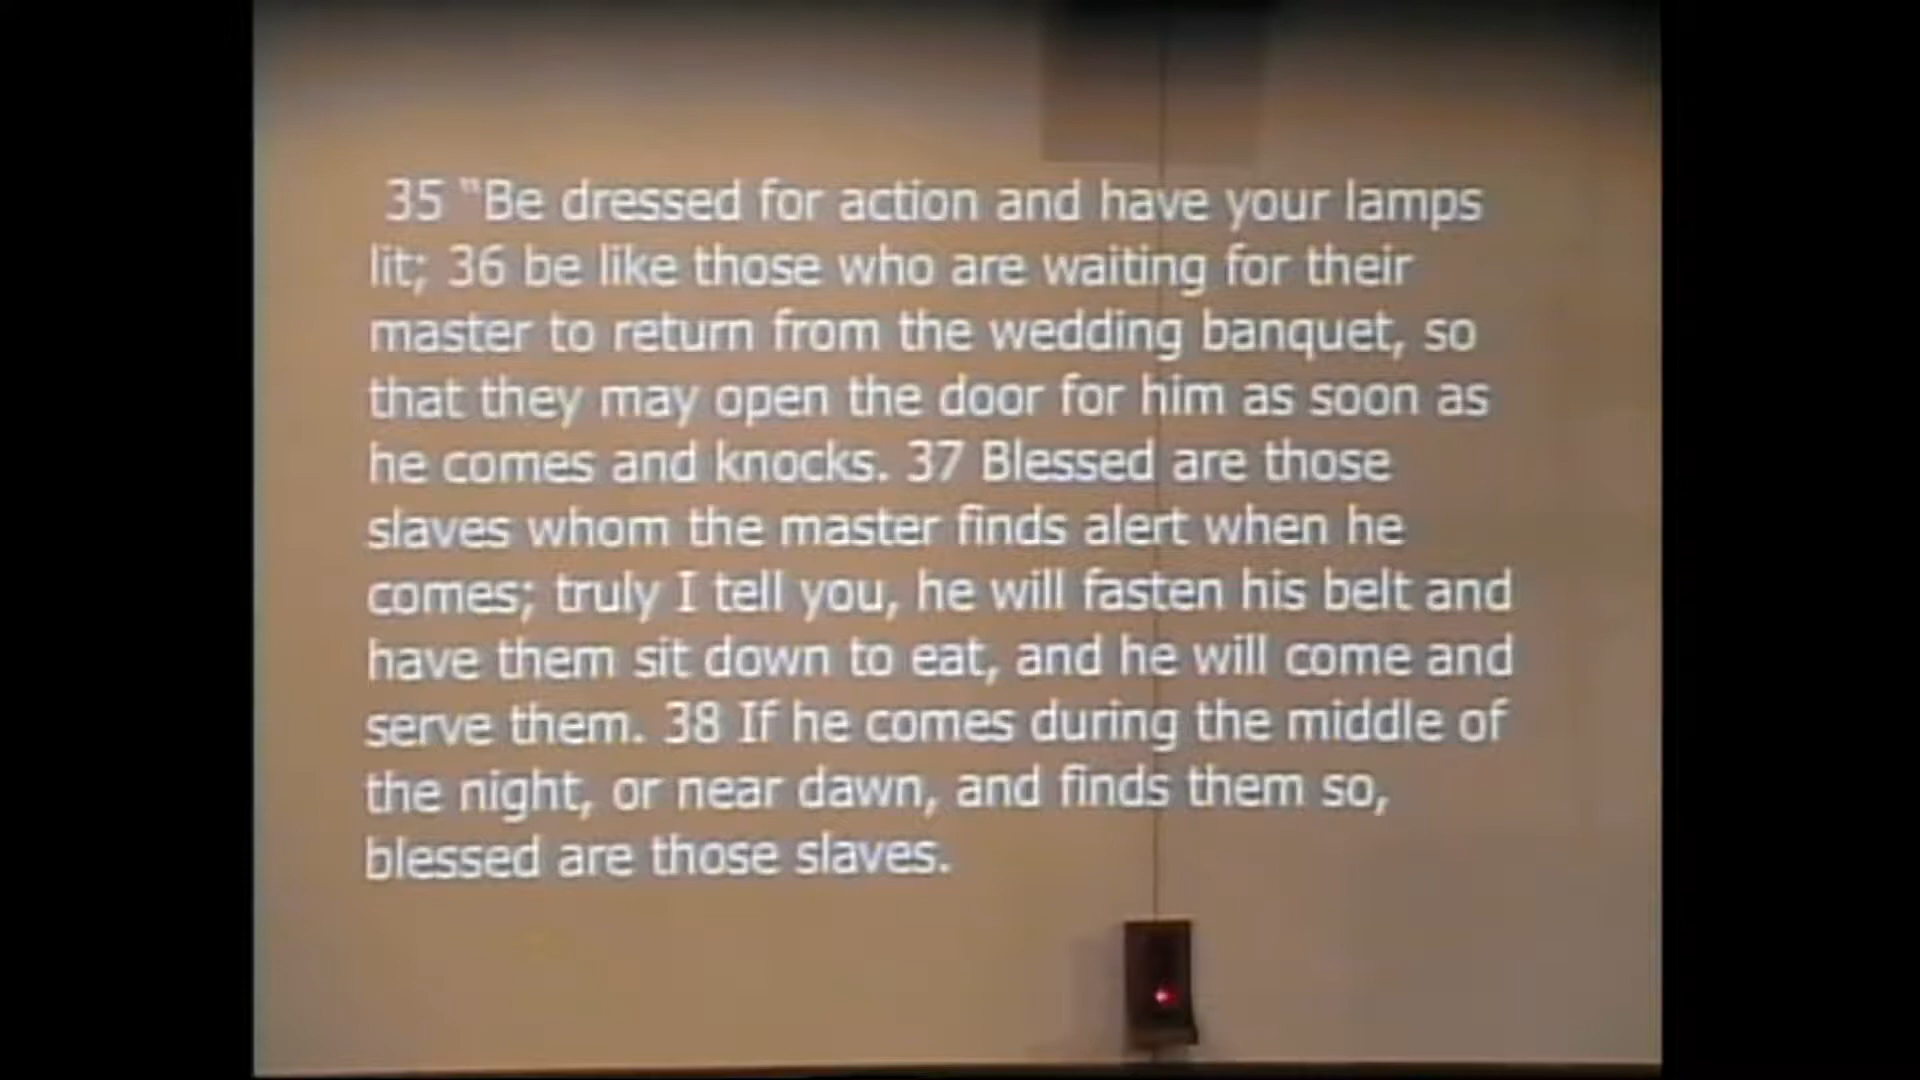 35 "Be dressed for action and have your lamps
lit; 36 be like those who are waiting for their
master to return from the wedding banquet, so
that they may open the door for him as soon as
he comes and knocks. 37 Blessed are those
slaves whom the master finds alert when he
comes; truly I tell you, he will fasten his belt and
have them sit down to eat, and he will come and
serve them. 38 If he comes during the middle of
the night, or near dawn, and finds them so,
blessed are those slaves.